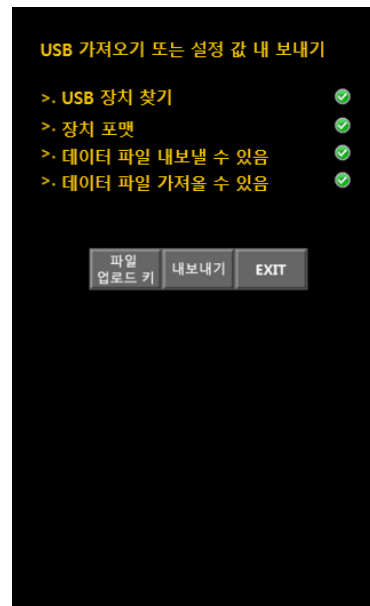 USB 가져오기 또는 설정 값 내 보내기
>. USB 장치 찾기
>. 장치 포맷
>. 데이터 파일 내보낼 수 있음
>. 데이터 파일 가져올 수 있음
파일
업로드 키
내보내기
EXIT